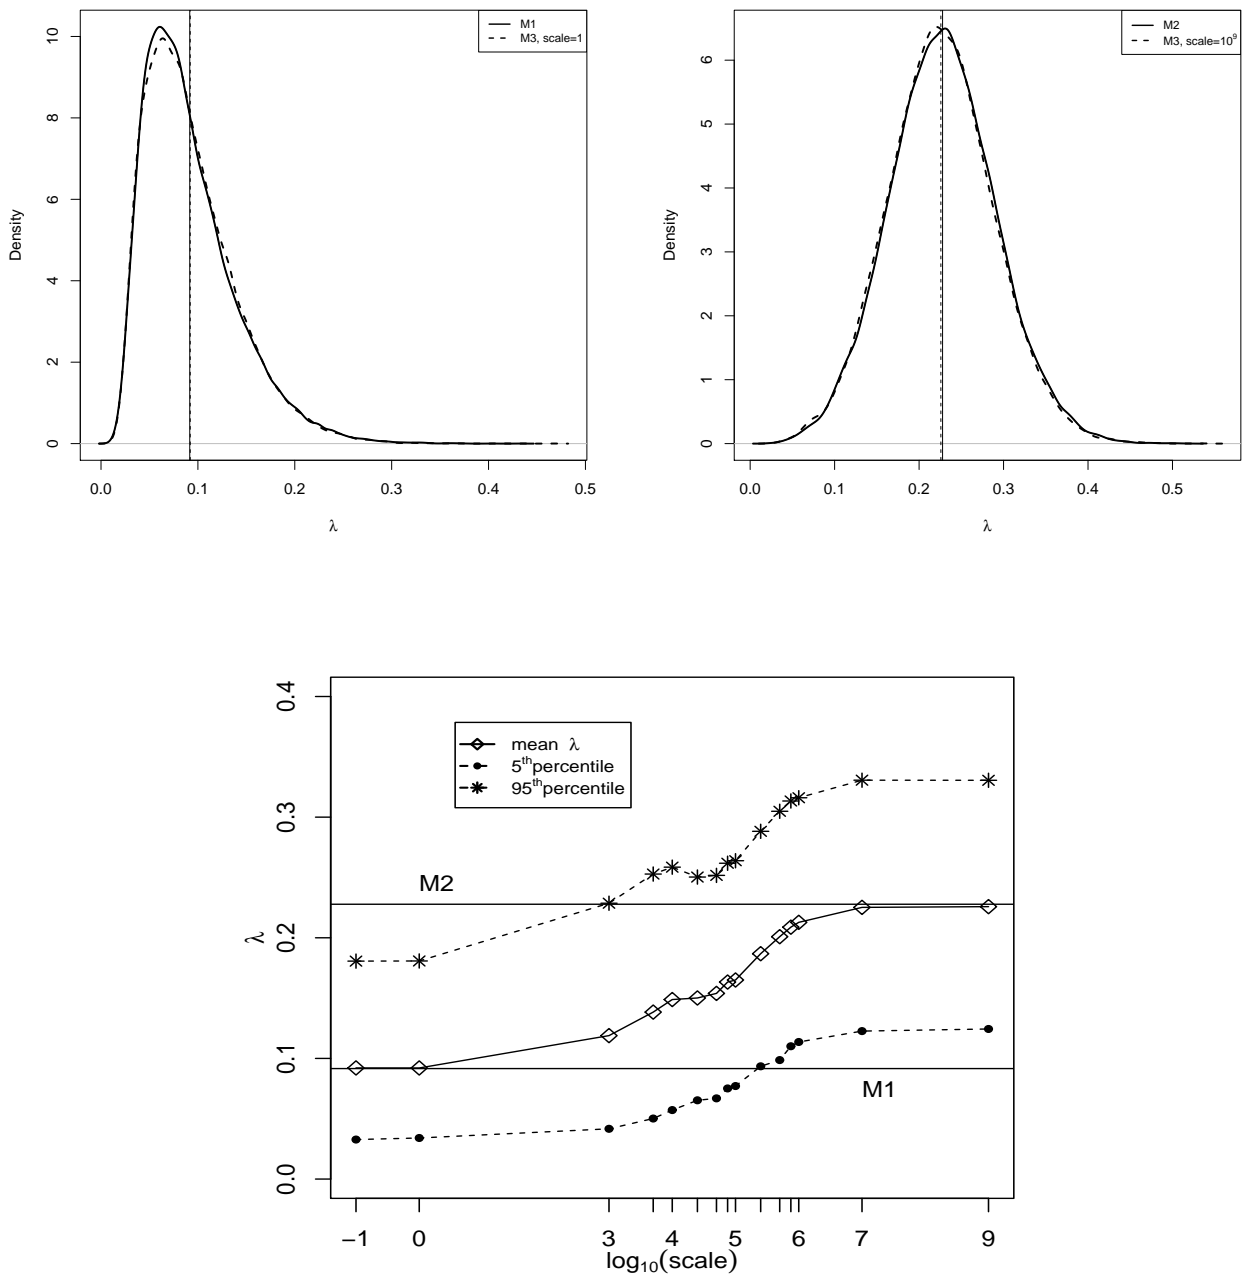 M1
M3, scale=1
Density
0 2 4 6 8 10
0.0 0.1 0.2 0.3 0.4 0.5
λ
M2
M3, scale=10⁹
Density
0 1 2 3 4 5 6
0.0 0.1 0.2 0.3 0.4 0.5
λ
mean λ
5ᵗʰpercentile
95ᵗʰpercentile
M2
M1
λ
0.0 0.1 0.2 0.3 0.4
−1 0 3 4 5 6 7 9
log₁₀(scale)